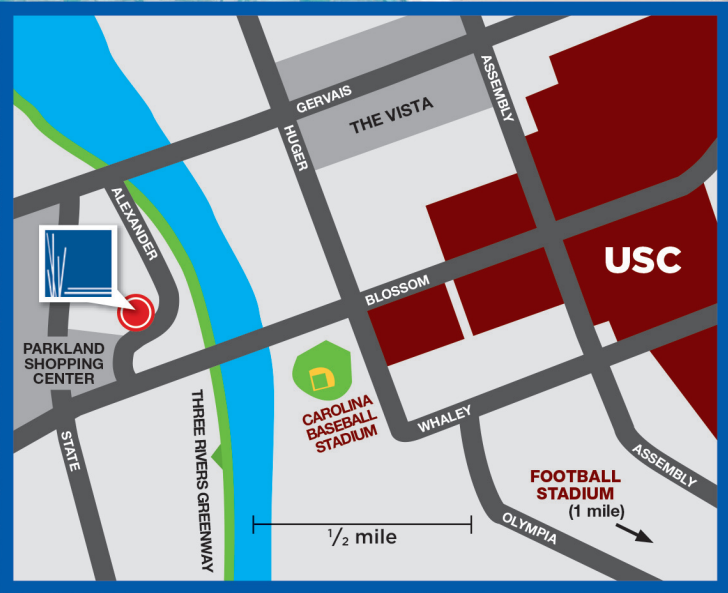 GERVAIS
THE VISTA
ASSEMBLY
HUGER
ALEXANDER
BLOSSOM
USC
PARKLAND
SHOPPING
CENTER
CAROLINA
BASEBALL
STADIUM
WHALEY
THREE RIVERS GREENWAY
STATE
ASSEMBLY
FOOTBALL
STADIUM
(1 mile)
OLYMPIA
1/2 mile